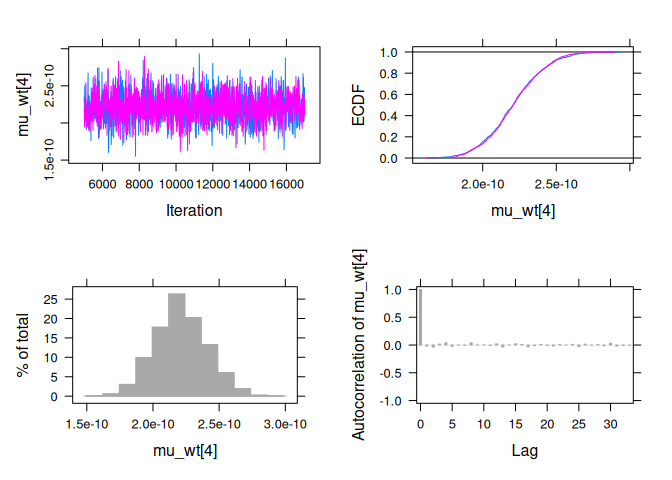 mu_wt[4]
2.5e-10
1.5e-10
6000 8000 10000 12000 14000 16000
Iteration
ECDF
1.0
0.8
0.6
0.4
0.2
0.0
2.0e-10 2.5e-10
mu_wt[4]
% of total
25
20
15
10
5
0
1.5e-10 2.0e-10 2.5e-10 3.0e-10
mu_wt[4]
Autocorrelation of mu_wt[4]
1.0
0.5
0.0
-0.5
-1.0
0 5 10 15 20 25 30
Lag